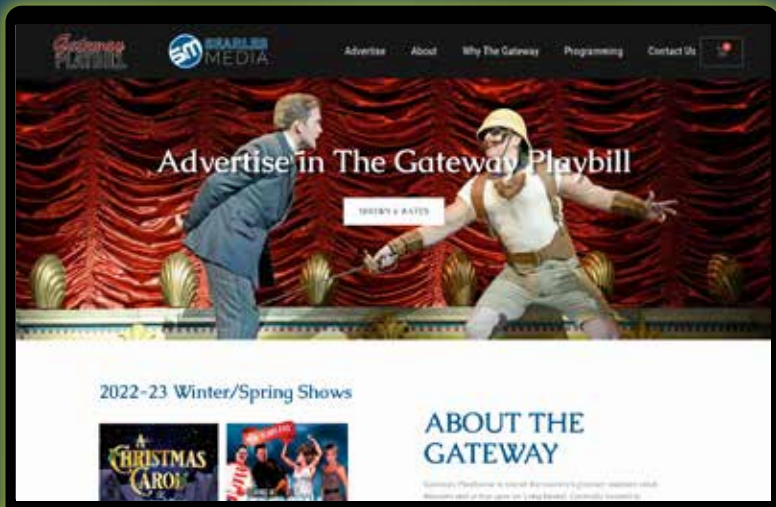 Gateway
PLAYBILL
SM SEARLES
MEDIA
Advertise About Why The Gateway Programming Contact Us
Advertise in The Gateway Playbill
SHOWS & RATES
2022-23 Winter/Spring Shows
A
CHRISTMAS
CAROL
ABOUT THE
GATEWAY